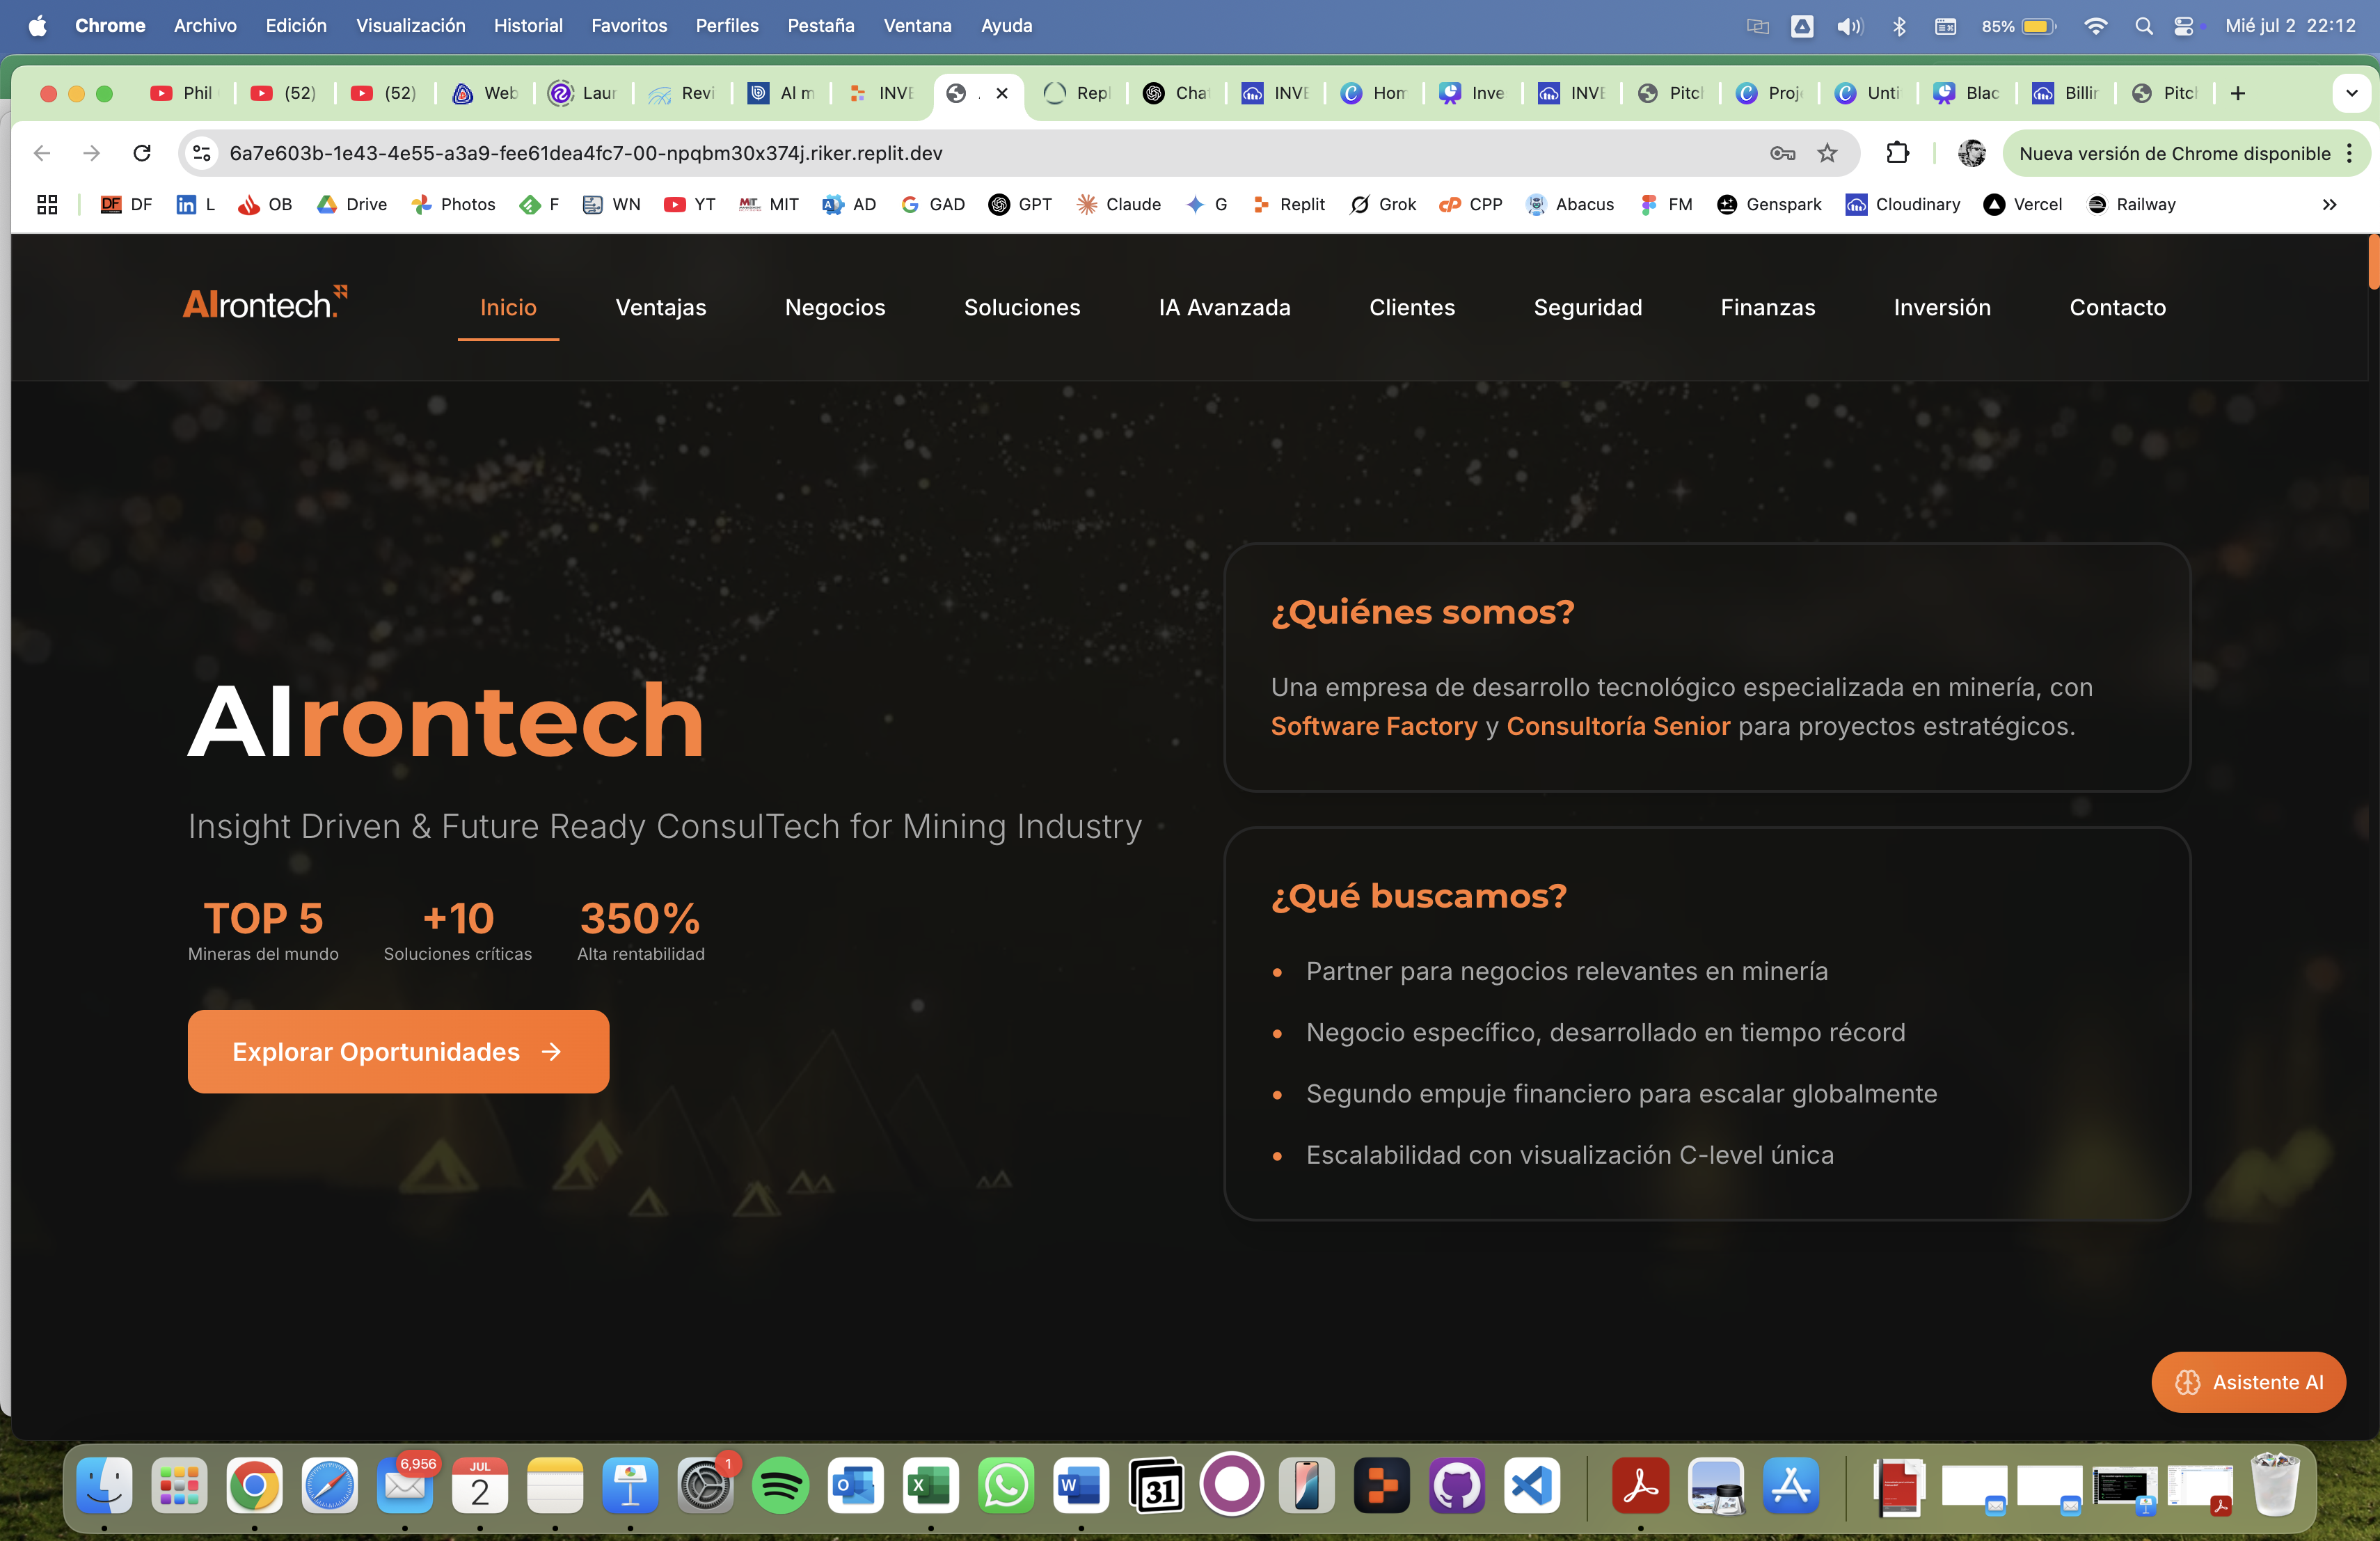 Chrome Archivo Edición Visualización Historial Favoritos Perfiles Pestaña Ventana Ayuda 85% Mié jul 2 22:12
Phil (52) (52) Web Laun Revi AI m INVE Repl Chat INVE Hom Inve INVE Pitch Proje Unti Blac Billin Pitch
6a7e603b-1e43-4e55-a3a9-fee61dea4fc7-00-npqbm30x374j.riker.replit.dev Nueva versión de Chrome disponible
DF DF L OB Drive Photos F WN YT MIT MIT AD GAD GPT Claude G Replit Grok CPP Abacus FM Genspark Cloudinary Vercel Railway
AIrontech. Inicio Ventajas Negocios Soluciones IA Avanzada Clientes Seguridad Finanzas Inversión Contacto
AIrontech
Insight Driven & Future Ready ConsulTech for Mining Industry
TOP 5 +10 350%
Mineras del mundo Soluciones críticas Alta rentabilidad
Explorar Oportunidades →
¿Quiénes somos?
Una empresa de desarrollo tecnológico especializada en minería, con
Software Factory y Consultoría Senior para proyectos estratégicos.
¿Qué buscamos?
• Partner para negocios relevantes en minería
• Negocio específico, desarrollado en tiempo récord
• Segundo empuje financiero para escalar globalmente
• Escalabilidad con visualización C-level única
Asistente AI
6,956 JUL 1
2 31